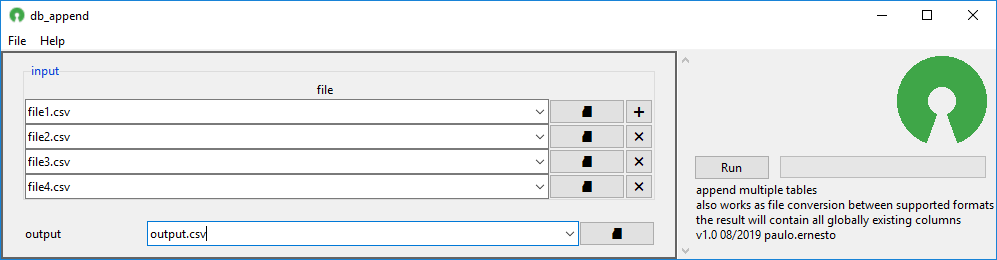 db_append
File Help
input
file
file1.csv
file2.csv
file3.csv
file4.csv
output output.csv
Run
append multiple tables
also works as file conversion between supported formats
the result will contain all globally existing columns
v1.0 08/2019 paulo.ernesto